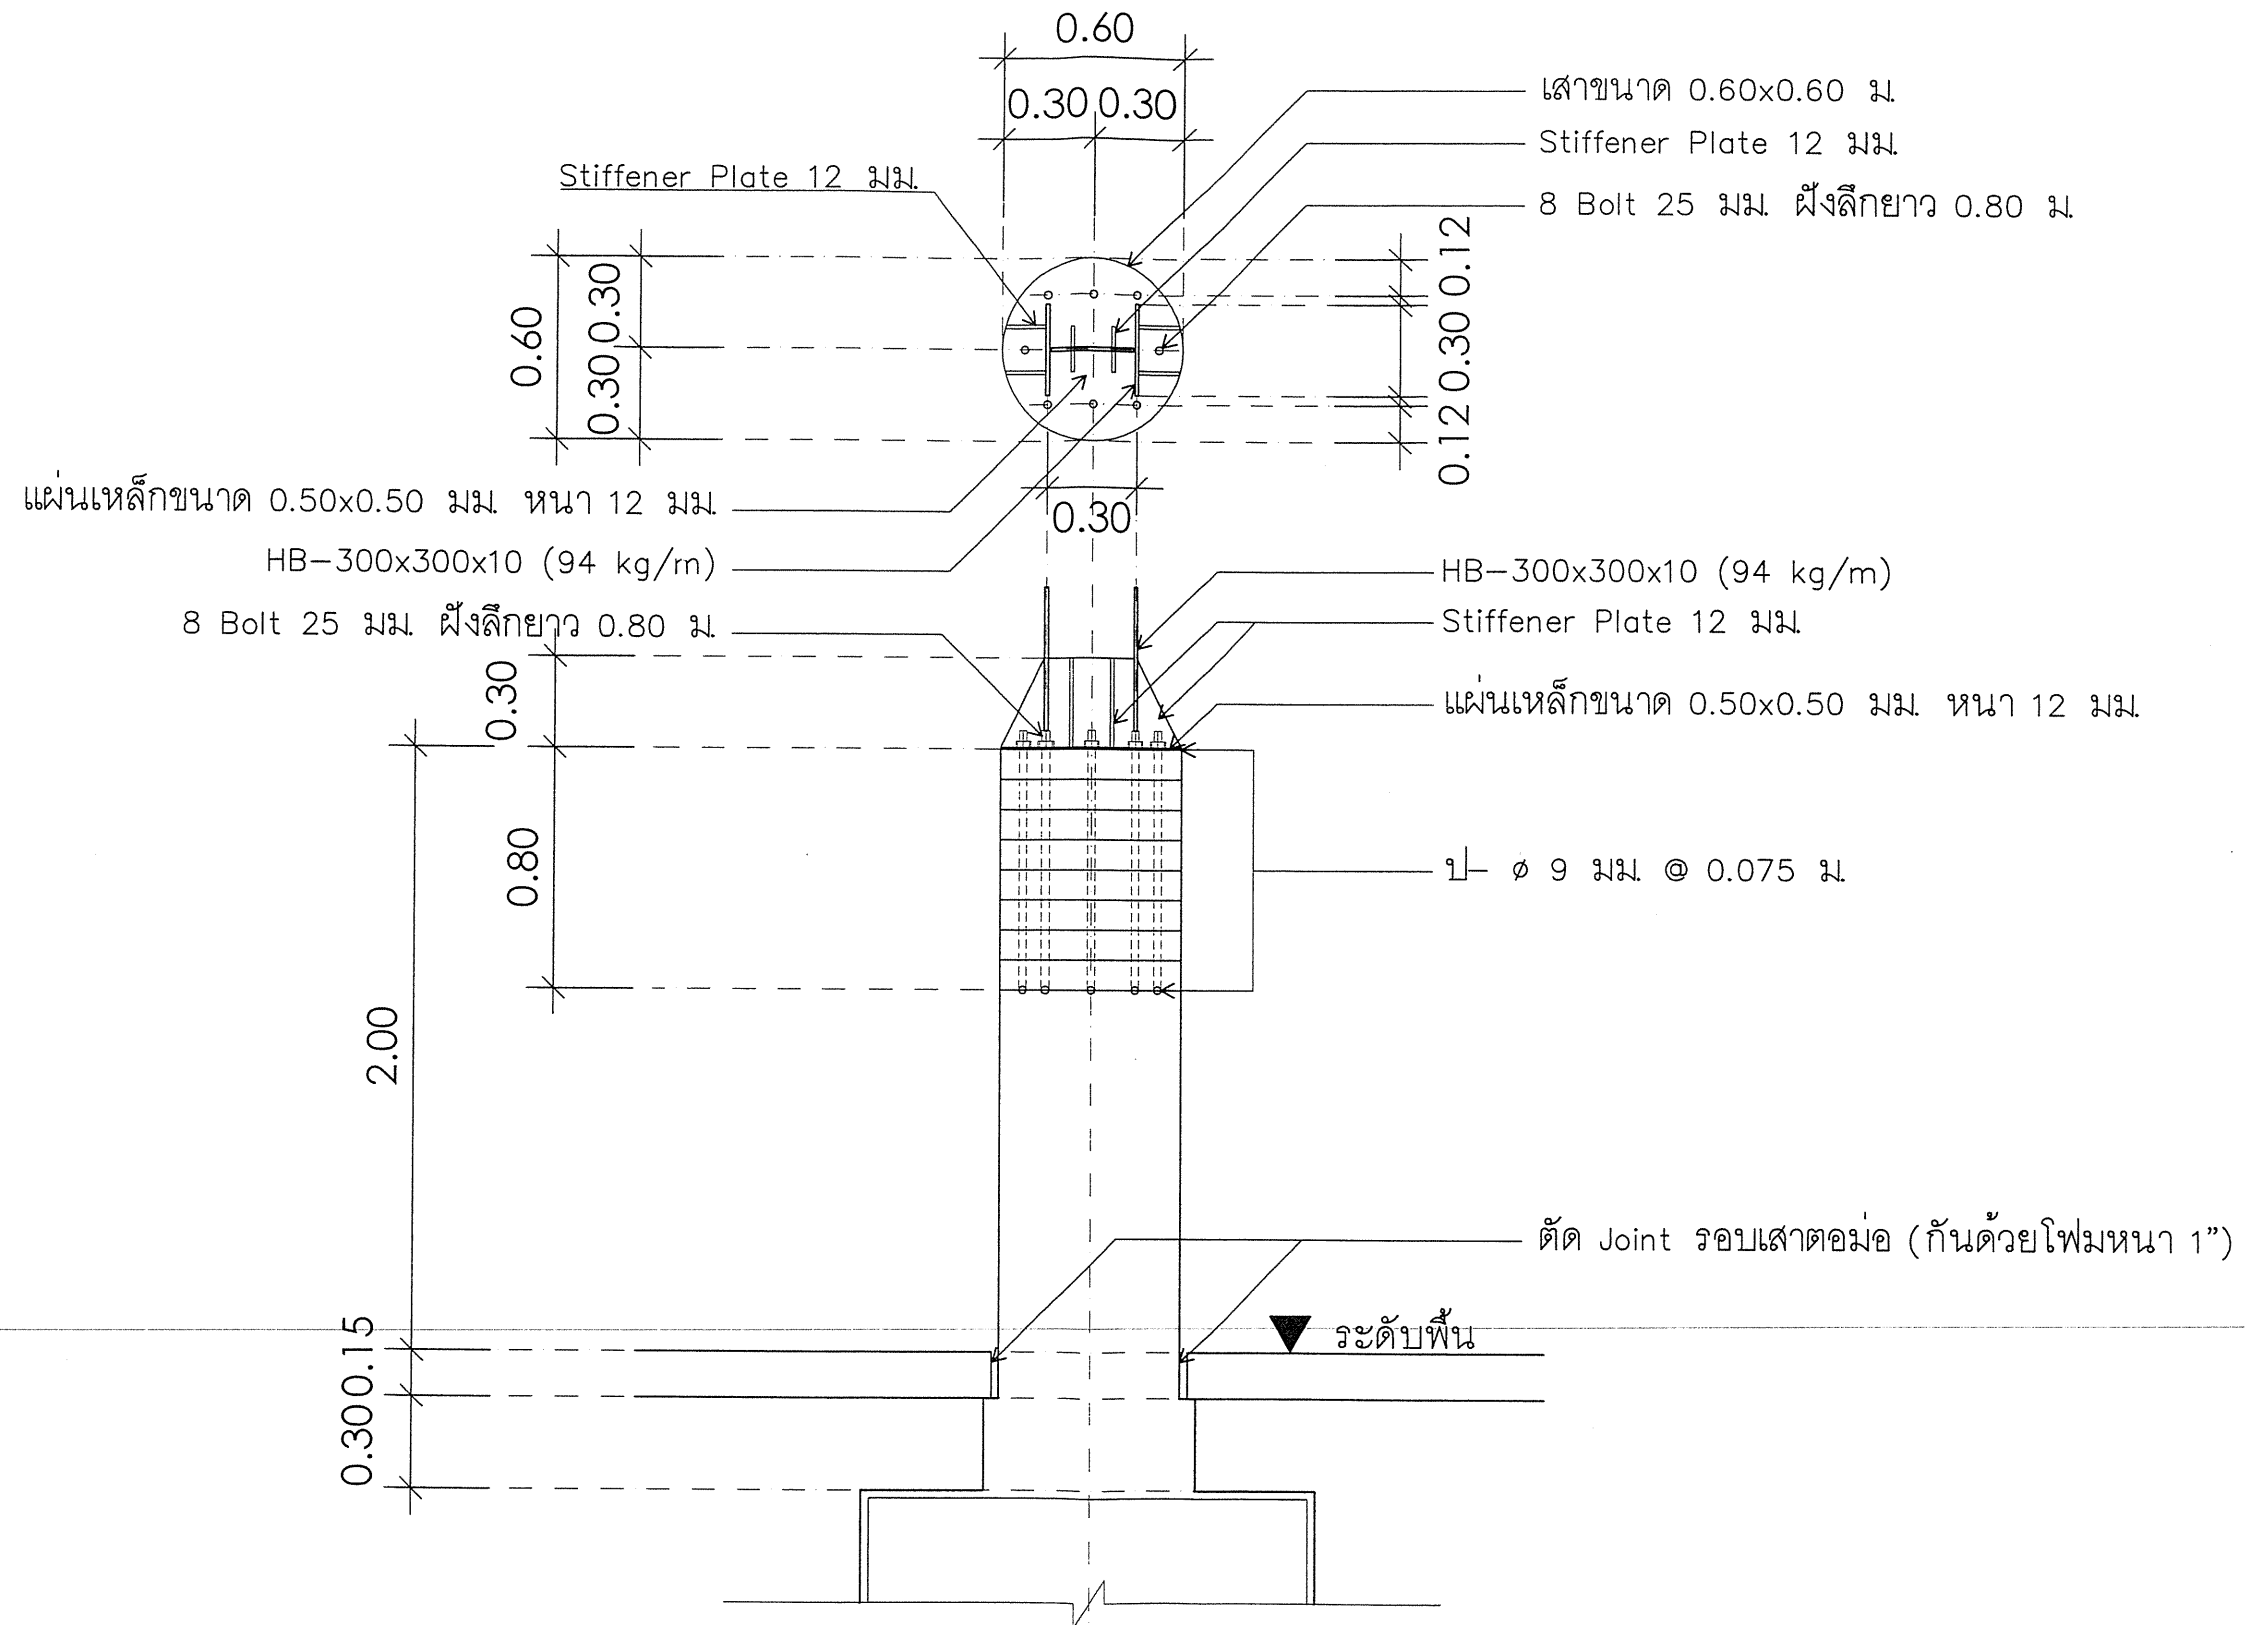 0.60
0.30 0.30
เสาขนาด 0.60x0.60 ม.
Stiffener Plate 12 มม.
Stiffener Plate 12 มม.
8 Bolt 25 มม. ฝังลึกยาว 0.80 ม.
0.60
0.30
0.30
0.12
0.30
0.12
แผ่นเหล็กขนาด 0.50x0.50 มม. หนา 12 มม.
0.30
HB-300x300x10 (94 kg/m)
HB-300x300x10 (94 kg/m)
8 Bolt 25 มม. ฝังลึกยาว 0.80 ม.
Stiffener Plate 12 มม.
0.30
แผ่นเหล็กขนาด 0.50x0.50 มม. หนา 12 มม.
0.80
ป- ø 9 มม. @ 0.075 ม.
2.00
ตัด Joint รอบเสาตอม่อ (กันด้วยโฟมหนา 1")
ระดับพื้น
0.15
0.30